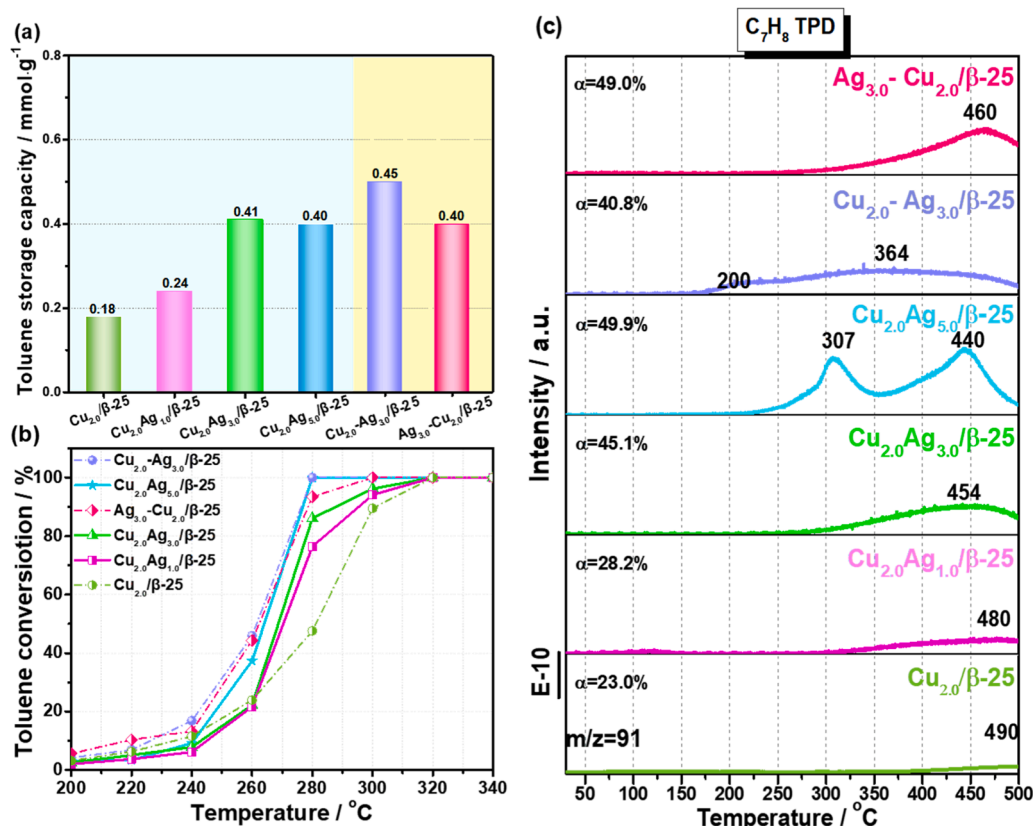 (a)
Toluene storage capacity / mmol·g-1
0.8
0.6
0.4
0.2
0.0
0.18
0.24
0.41
0.40
0.45
0.40
Cu2.0/β-25
Cu2.0Ag1.0/β-25
Cu2.0Ag3.0/β-25
Cu2.0Ag5.0/β-25
Cu2.0-Ag3.0/β-25
Ag3.0-Cu2.0/β-25
(b)
Toluene conversiotion / %
100
80
60
40
20
0
Cu2.0-Ag3.0/β-25
Cu2.0Ag5.0/β-25
Ag3.0-Cu2.0/β-25
Cu2.0Ag3.0/β-25
Cu2.0Ag1.0/β-25
Cu2.0/β-25
200 220 240 260 280 300 320 340
Temperature / °C
(c)
C7H8 TPD
Intensity / a.u.
α=49.0%
Ag3.0- Cu2.0/β-25
460
α=40.8%
Cu2.0- Ag3.0/β-25
200
364
α=49.9%
Cu2.0Ag5.0/β-25
307
440
α=45.1%
Cu2.0Ag3.0/β-25
454
α=28.2%
Cu2.0Ag1.0/β-25
480
E-10
α=23.0%
Cu2.0/β-25
m/z=91
490
50 100 150 200 250 300 350 400 450 500
Temperature / °C